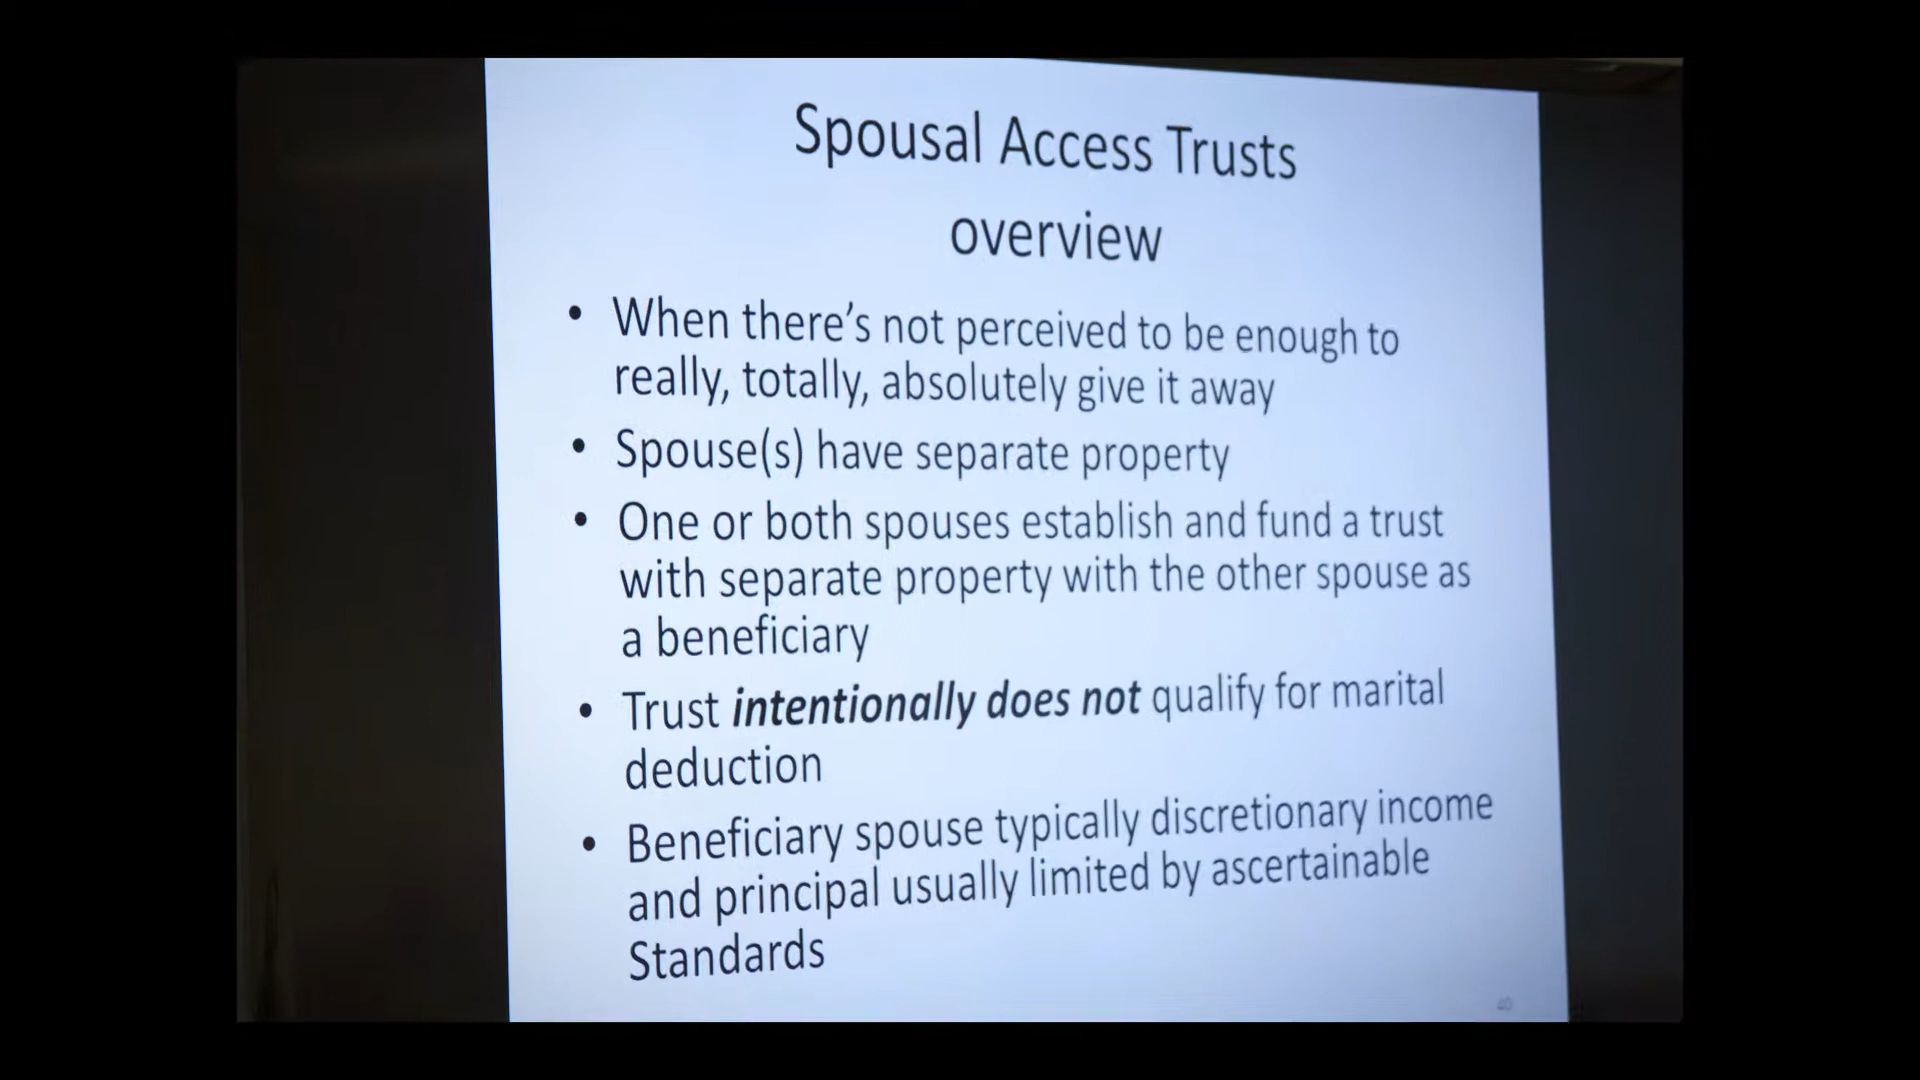 Spousal Access Trusts
overview
• When there's not perceived to be enough to
really, totally, absolutely give it away
• Spouse(s) have separate property
• One or both spouses establish and fund a trust
with separate property with the other spouse as
a beneficiary
• Trust intentionally does not qualify for marital
deduction
• Beneficiary spouse typically discretionary income
and principal usually limited by ascertainable
Standards
40